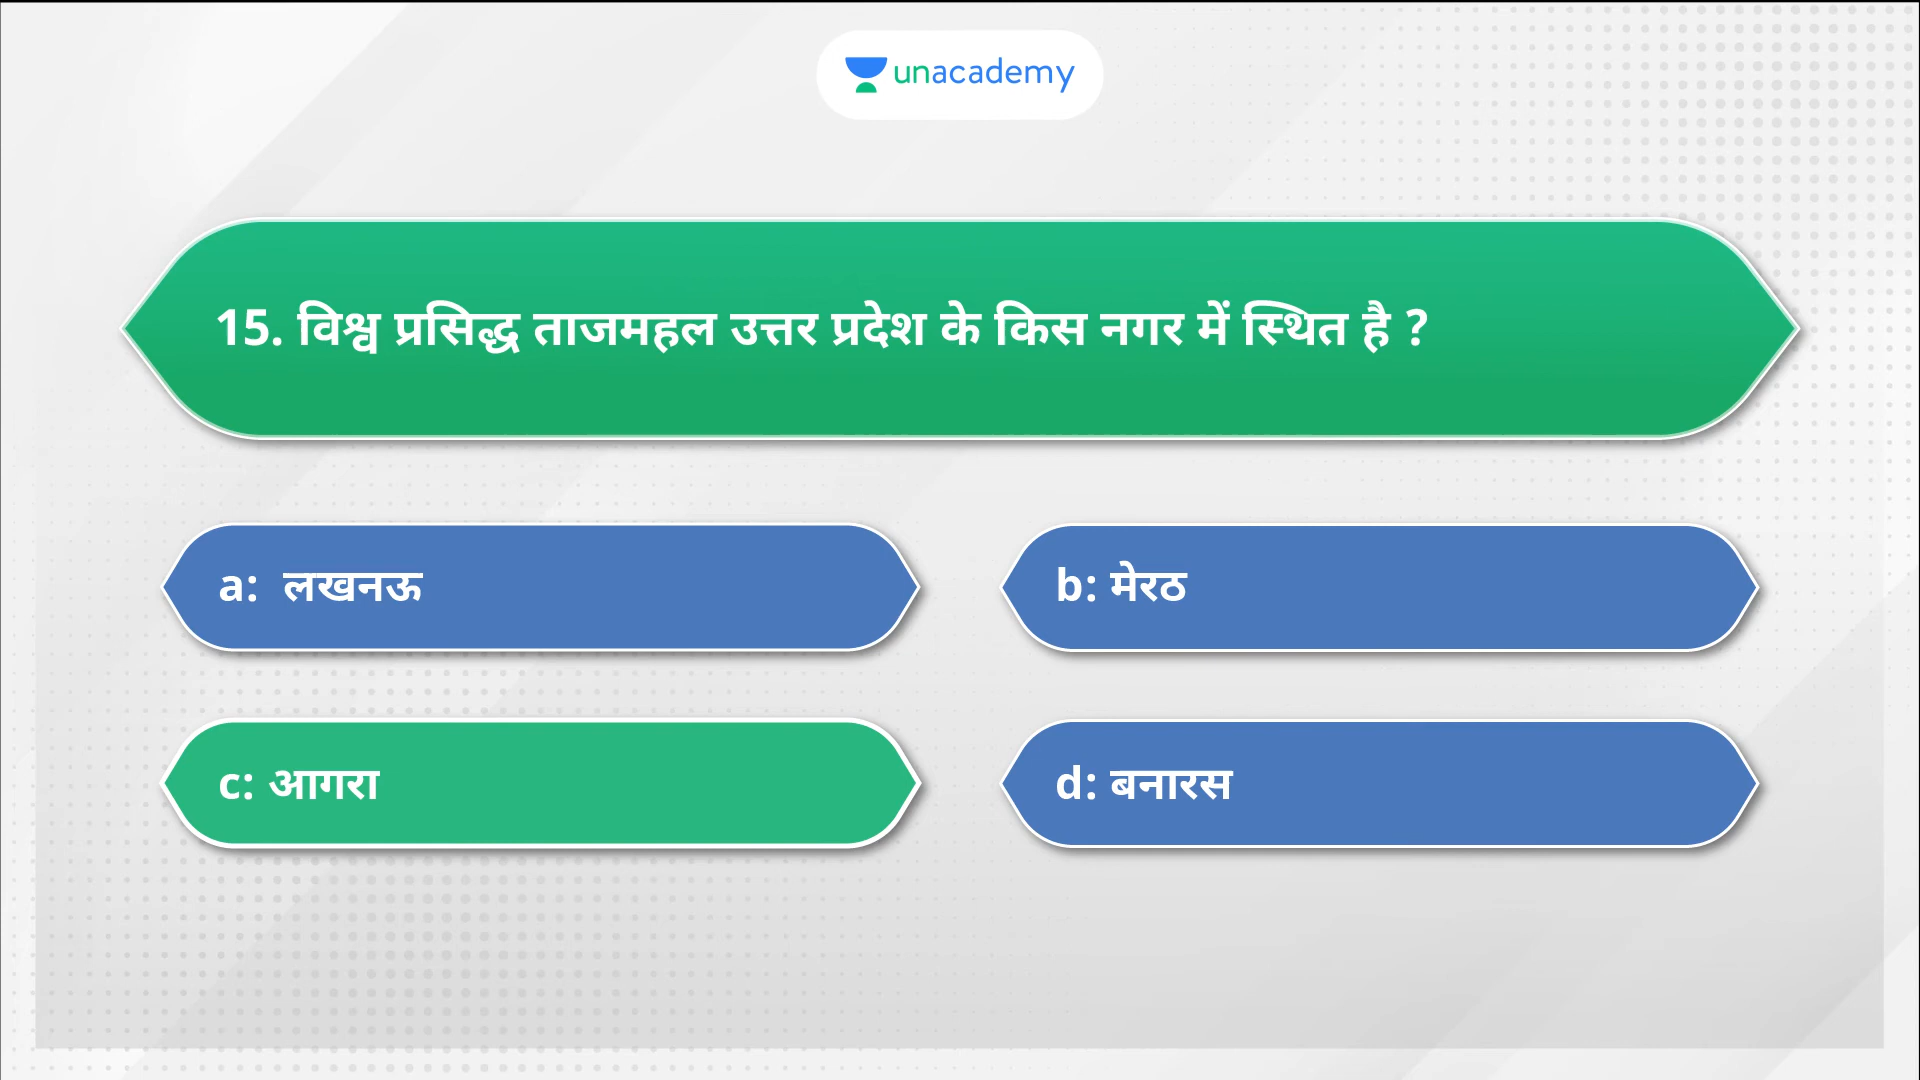 unacademy
15. विश्व प्रसिद्ध ताजमहल उत्तर प्रदेश के किस नगर में स्थित है ?
a: लखनऊ
b: मेरठ
c: आगरा
d: बनारस